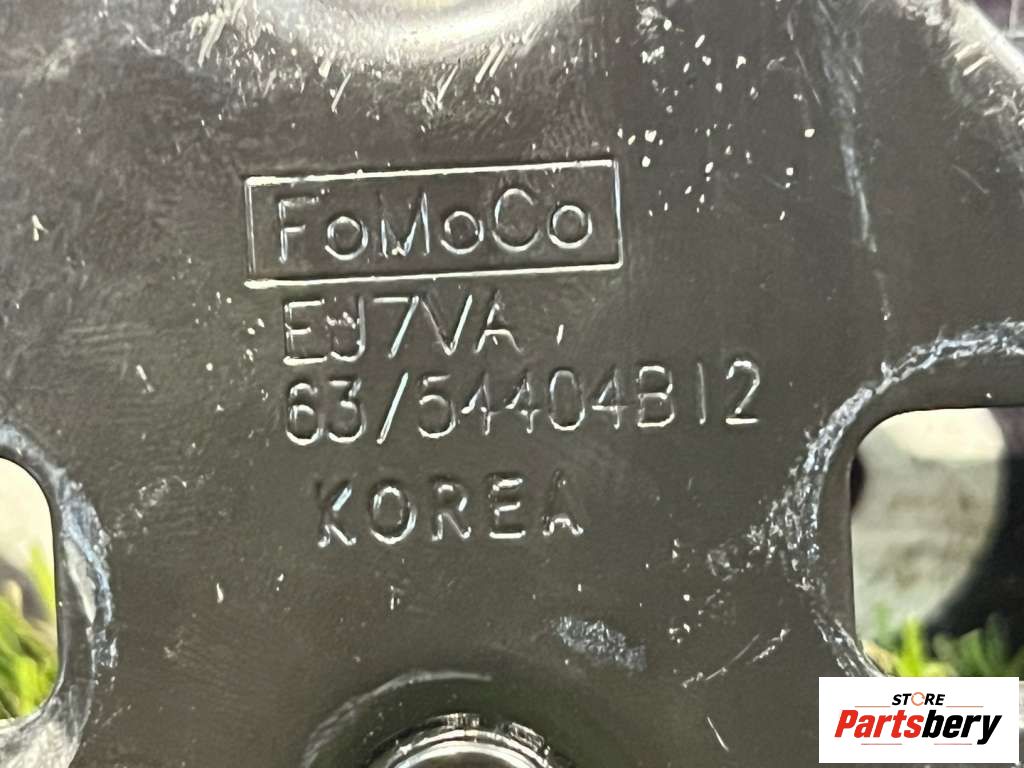 FoMoCo
EJ7VA
63/54404B12
KOREA
STORE
Partsbery